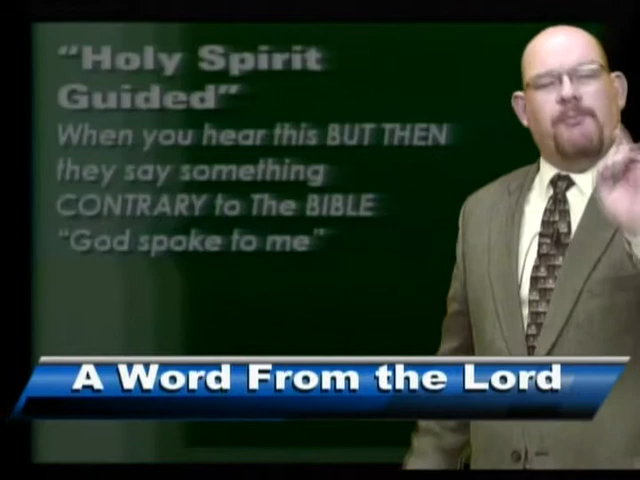 "Holy Spirit
Guided"
When you hear this BUT THEN
they say something
CONTRARY to The BIBLE
"God spoke to me"
A Word From the Lord